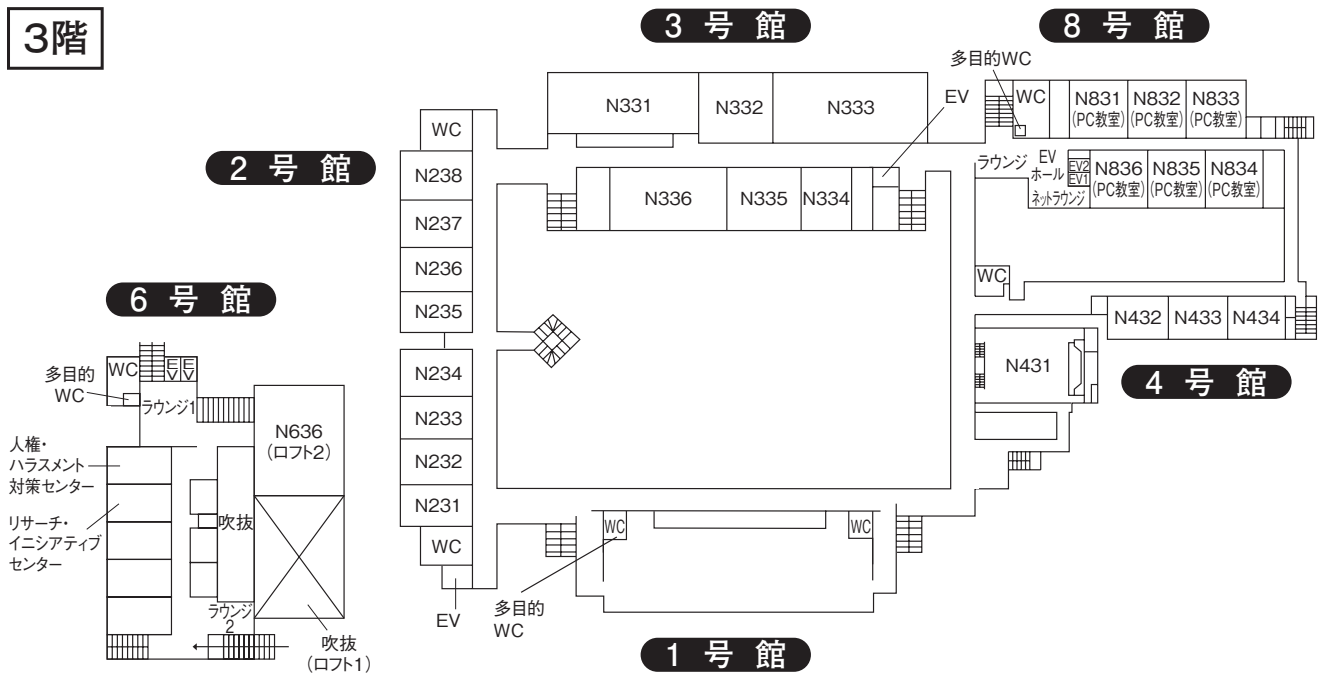 3階
3 号 館
8 号 館
多目的WC
EV
N331
N332
N333
WC
N831
(PC教室)
N832
(PC教室)
N833
(PC教室)
WC
2 号 館
N238
N237
N236
N235
N234
N233
N232
N231
WC
EV
N336
N335
N334
ラウンジ
EV
ホール
EV2
EV1
ネットラウンジ
N836
(PC教室)
N835
(PC教室)
N834
(PC教室)
WC
N432
N433
N434
N431
4 号 館
6 号 館
WC
EV
EV
多目的
WC
ラウンジ1
N636
(ロフト2)
人権・
ハラスメント
対策センター
リサーチ・
イニシアティブ
センター
吹抜
ラウンジ
2
吹抜
(ロフト1)
WC
WC
多目的
WC
1 号 館